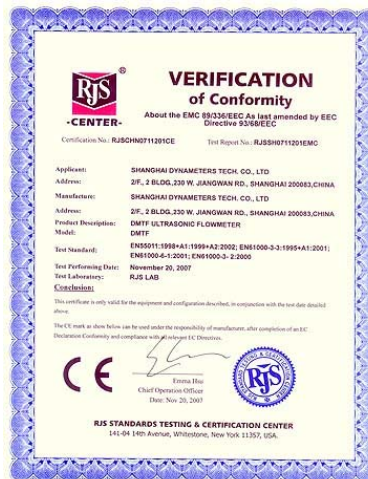 RJS
®
-CENTER-
VERIFICATION
of Conformity
About the EMC 89/336/EEC As last amended by EEC
Directive 93/68/EEC
Certification No.: RJSCHN0711201CE
Test Report No.: RJSSH0711201EMC
Applicant: SHANGHAI DYNAMETERS TECH. CO., LTD
Address: 2/F., 2 BLDG,230 W. JIANGWAN RD., SHANGHAI 200083,CHINA
Manufacture: SHANGHAI DYNAMETERS TECH. CO., LTD
Address: 2/F., 2 BLDG,230 W. JIANGWAN RD., SHANGHAI 200083,CHINA
Product Description: DMTF ULTRASONIC FLOWMETER
Model: DMTF
Test Standard: EN55011:1998+A1:1999+A2:2002; EN61000-3-3:1995+A1:2001;
EN61000-6-1:2001; EN61000-3- 2:2000
Test Performing Date: November 20, 2007
Test Laboratory: RJS LAB
Conclusion:
This certificate is only valid for the equipment and configuration described, in conjunction with the test date detailed
above.
The CE mark as show below can be used under the responsibility of manufacturer, after completion of an EC
Declaration Conformity and compliance with all relevant EC Directives.
CE
Emma Hsu
Chief Operation Officer
Date: Nov 20, 2007
RJS
RJS STANDARDS TESTING & CERTIFICATION CENTER
141-04 14th Avenue, Whitestone, New York 11357, USA.